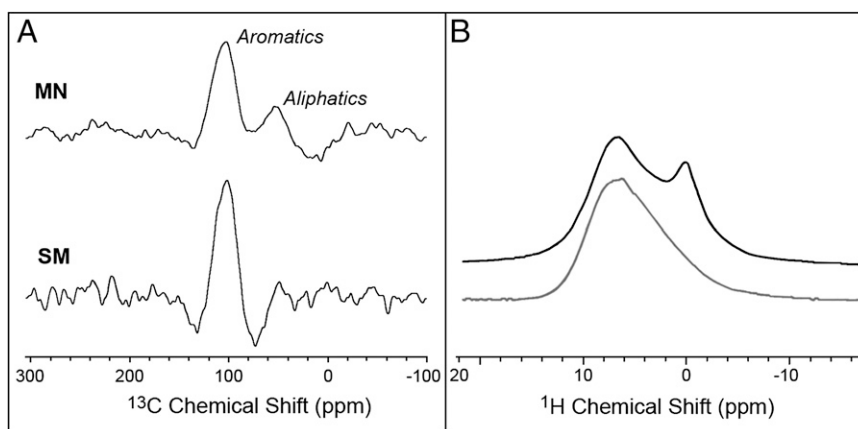 A
Aromatics
MN
Aliphatics
SM
300 200 100 0 -100
13C Chemical Shift (ppm)
B
20 10 0 -10
1H Chemical Shift (ppm)